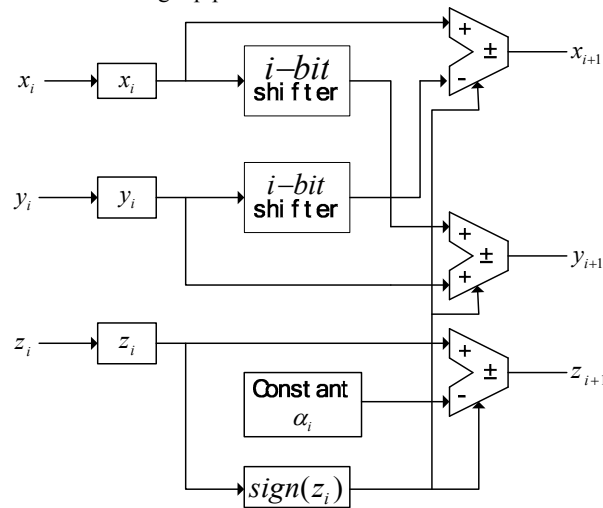 x_i
x_i
i-bit
shifter
+
-
±
x_{i+1}
y_i
y_i
i-bit
shifter
+
+
±
y_{i+1}
z_i
z_i
Constant
α_i
+
-
±
z_{i+1}
sign(z_i)